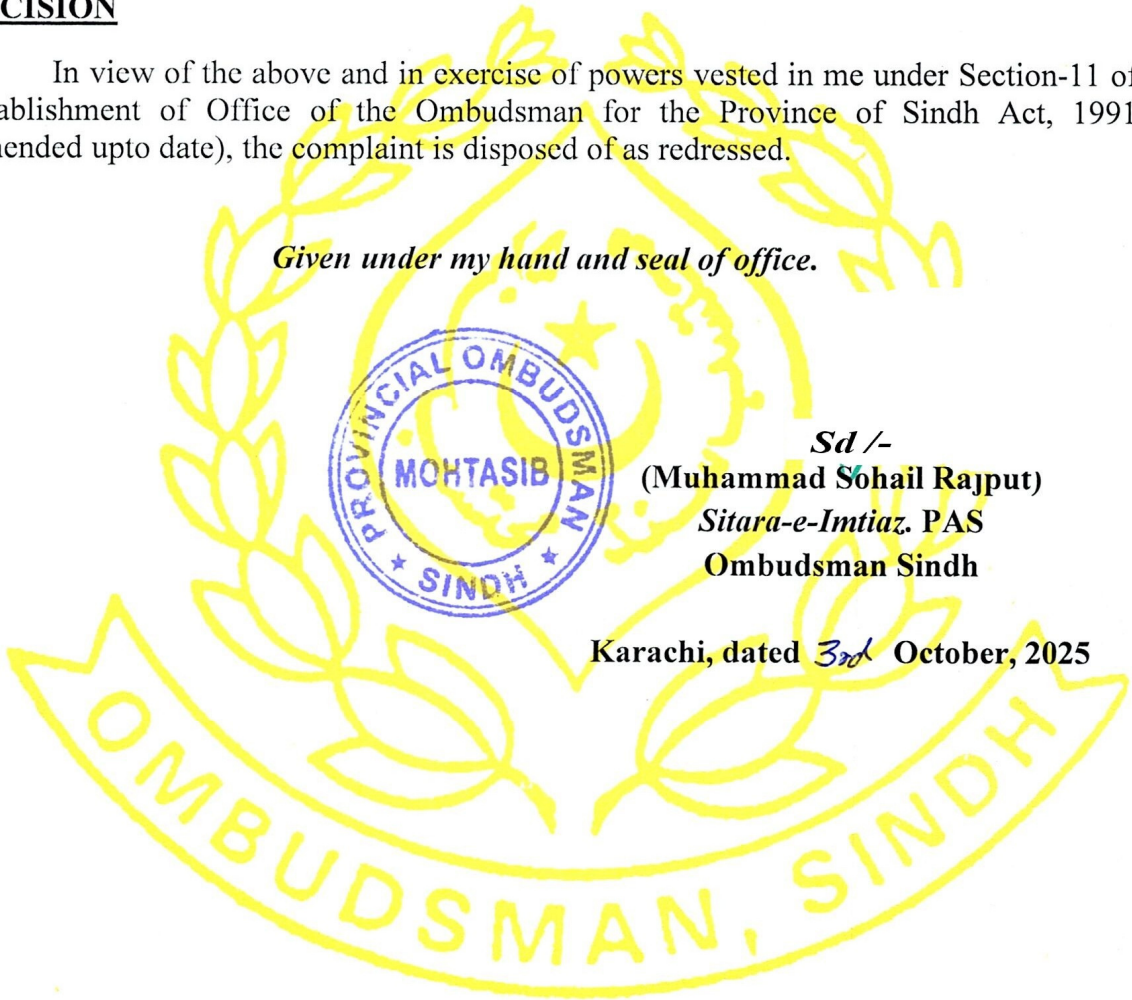 CISION
In view of the above and in exercise of powers vested in me under Section-11 of
ablishment of Office of the Ombudsman for the Province of Sindh Act, 1991
ended upto date), the complaint is disposed of as redressed.
Given under my hand and seal of office.
PROVINCIAL OMBUDSMAN
MOHTASIB
★ SINDH ★
Sd /-
(Muhammad Sohail Rajput)
Sitara-e-Imtiaz. PAS
Ombudsman Sindh
Karachi, dated 3rd October, 2025
OMBUDSMAN, SINDH